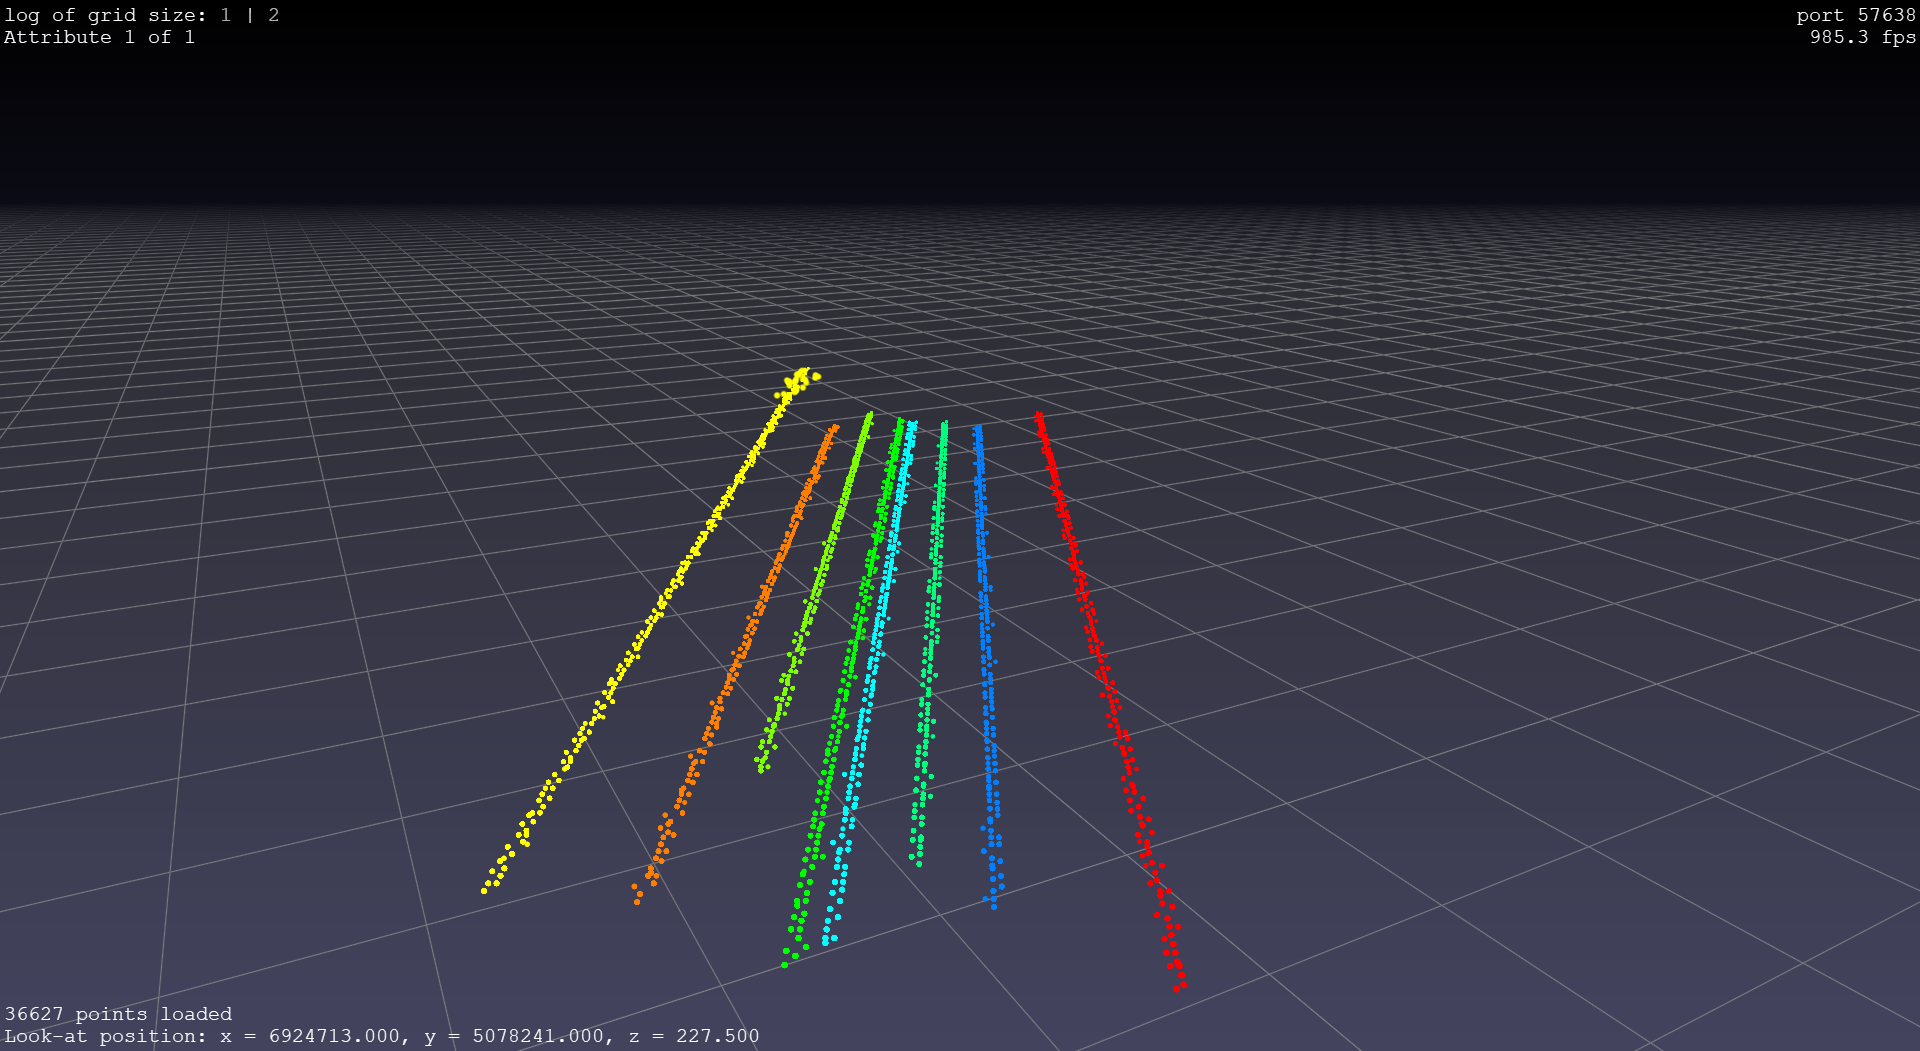 log of grid size: 1 | 2
Attribute 1 of 1
port 57638
985.3 fps
36627 points loaded
Look-at position: x = 6924713.000, y = 5078241.000, z = 227.500